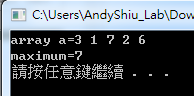 C:\Users\AndyShiu_Lab\Dow
array a=3 1 7 2 6
maximum=7
請按任意鍵繼續 . . .